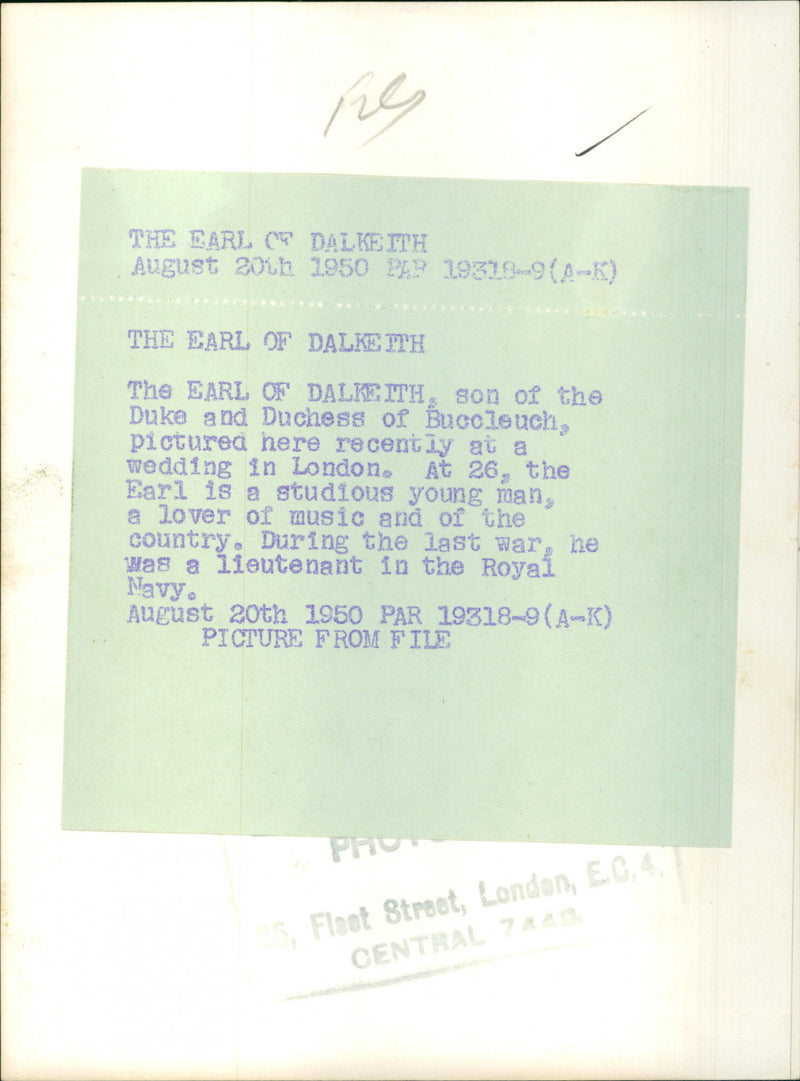 THE EARL OF DALKEITH
August 20th 1950 PAR 19318-9(A-K)
THE EARL OF DALKEITH
The EARL OF DALKEITH, son of the
Duke and Duchess of Buccleuch,
pictured here recently at a
wedding in London. At 26, the
Earl is a studious young man,
a lover of music and of the
country. During the last war, he
was a lieutenant in the Royal
Navy.
August 20th 1950 PAR 19318-9(A-K)
PICTURE FROM FILE
Fleet Street, London, E.C.4.
CENTRAL